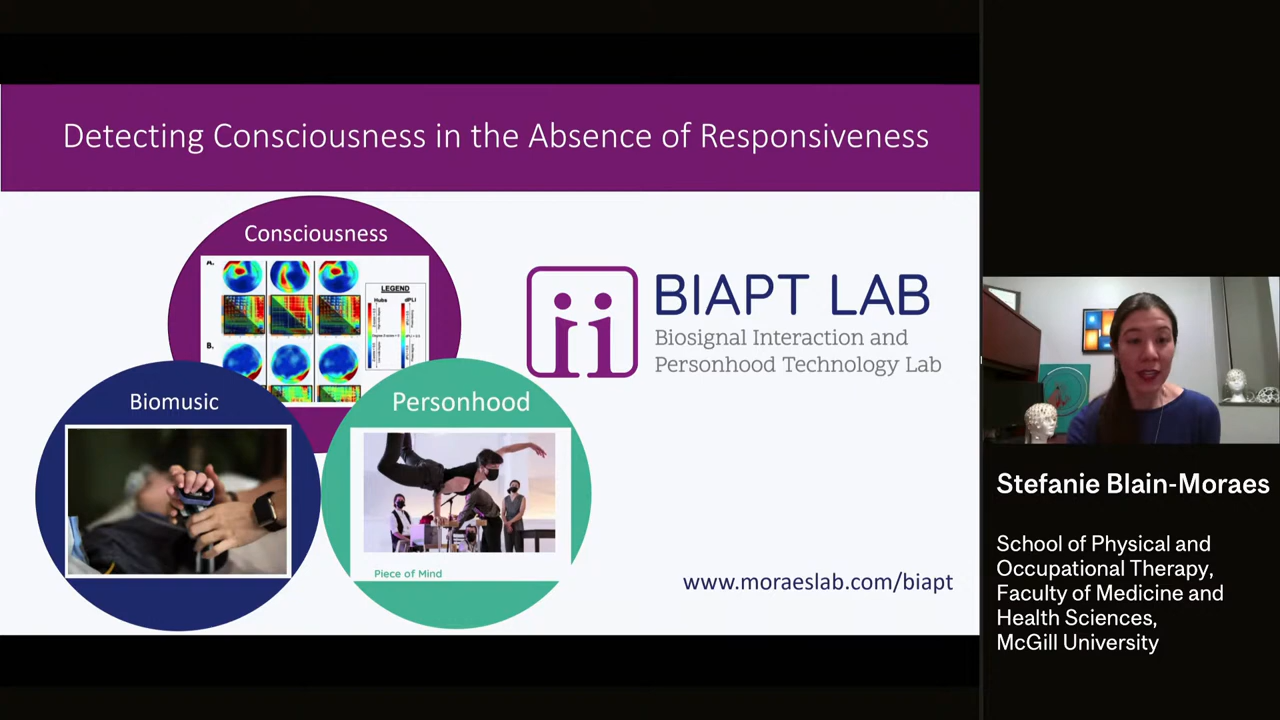 Detecting Consciousness in the Absence of Responsiveness
Consciousness
A.
LEGEND
Hubs
dPLI
B.
BIAPT LAB
Biosignal Interaction and
Personhood Technology Lab
Biomusic
Personhood
Piece of Mind
www.moraeslab.com/biapt
Stefanie Blain-Moraes
School of Physical and
Occupational Therapy,
Faculty of Medicine and
Health Sciences,
McGill University